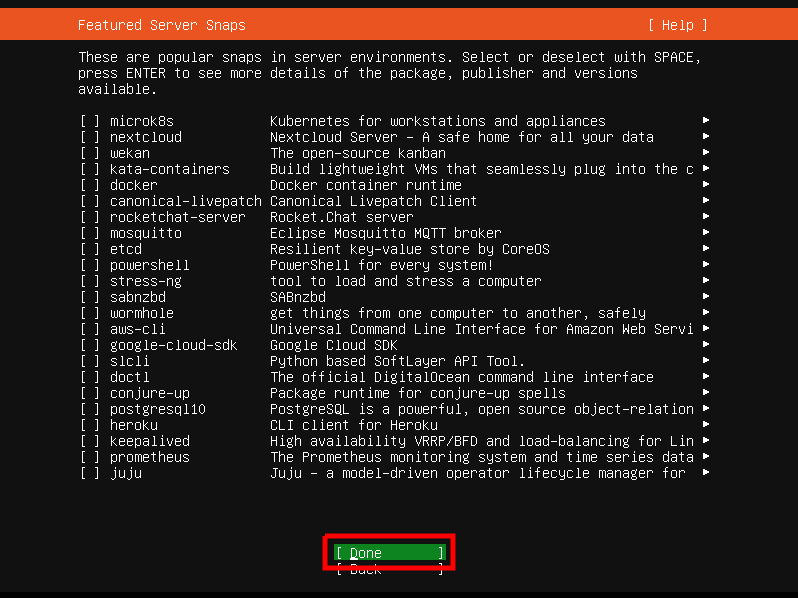 Featured Server Snaps [ Help ]
These are popular snaps in server environments. Select or deselect with SPACE,
press ENTER to see more details of the package, publisher and versions
available.
[ ] microk8s Kubernetes for workstations and appliances ►
[ ] nextcloud Nextcloud Server - A safe home for all your data ►
[ ] wekan The open-source kanban ►
[ ] kata-containers Build lightweight VMs that seamlessly plug into the c ►
[ ] docker Docker container runtime ►
[ ] canonical-livepatch Canonical Livepatch Client ►
[ ] rocketchat-server Rocket.Chat server ►
[ ] mosquitto Eclipse Mosquitto MQTT broker ►
[ ] etcd Resilient key-value store by CoreOS ►
[ ] powershell PowerShell for every system! ►
[ ] stress-ng tool to load and stress a computer ►
[ ] sabnzbd SABnzbd ►
[ ] wormhole get things from one computer to another, safely ►
[ ] aws-cli Universal Command Line Interface for Amazon Web Servi ►
[ ] google-cloud-sdk Google Cloud SDK ►
[ ] slcli Python based SoftLayer API Tool. ►
[ ] doctl The official DigitalOcean command line interface ►
[ ] conjure-up Package runtime for conjure-up spells ►
[ ] postgresql10 PostgreSQL is a powerful, open source object-relation ►
[ ] heroku CLI client for Heroku ►
[ ] keepalived High availability VRRP/BFD and load-balancing for Lin ►
[ ] prometheus The Prometheus monitoring system and time series data ►
[ ] juju Juju - a model-driven operator lifecycle manager for ►
[ Done ]
[ Back ]